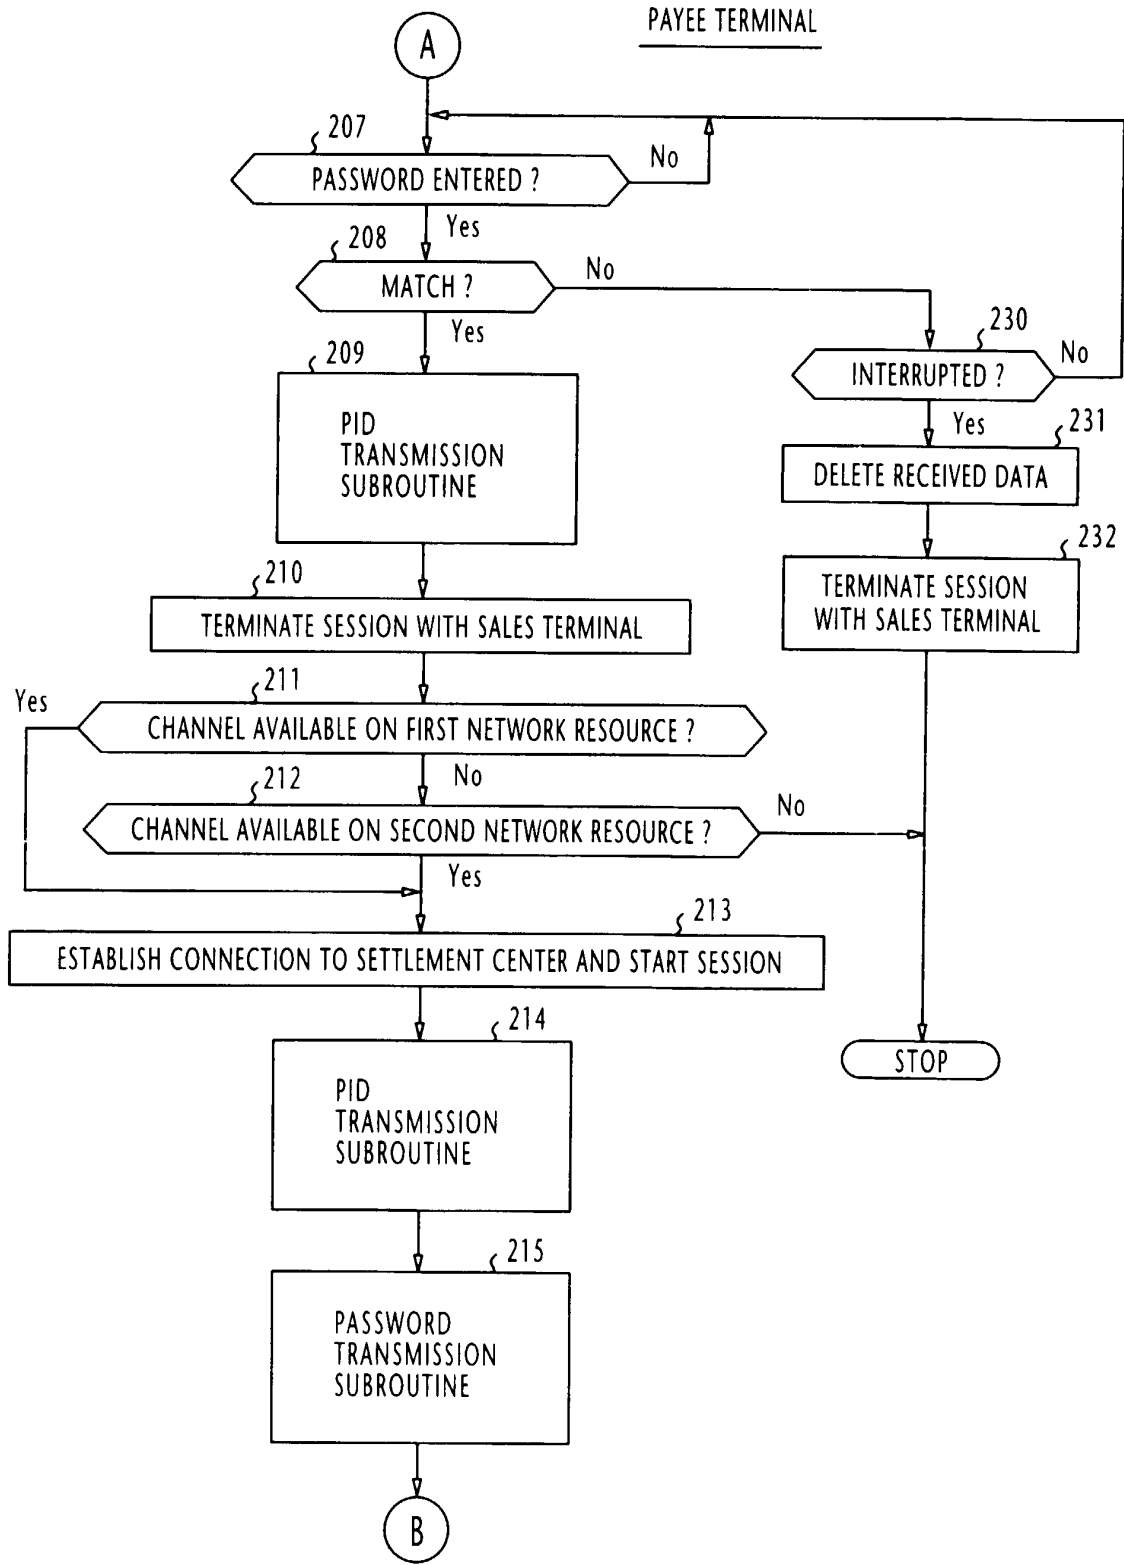 PAYEE TERMINAL
A
207
PASSWORD ENTERED ?
No
Yes
208
MATCH ?
No
Yes
230
INTERRUPTED ?
No
Yes
209
PID
TRANSMISSION
SUBROUTINE
231
DELETE RECEIVED DATA
232
TERMINATE SESSION
WITH SALES TERMINAL
210
TERMINATE SESSION WITH SALES TERMINAL
211
Yes
CHANNEL AVAILABLE ON FIRST NETWORK RESOURCE ?
No
212
CHANNEL AVAILABLE ON SECOND NETWORK RESOURCE ?
No
Yes
213
ESTABLISH CONNECTION TO SETTLEMENT CENTER AND START SESSION
214
PID
TRANSMISSION
SUBROUTINE
STOP
215
PASSWORD
TRANSMISSION
SUBROUTINE
B